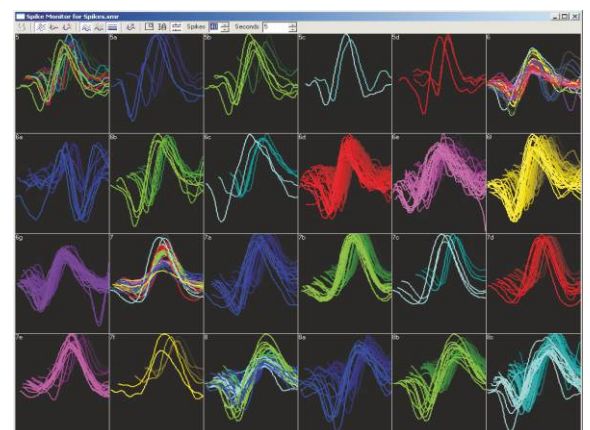 Spike Monitor for Spikes.smr
Spikes 40 Seconds 5
5 5a 5b 5c 5d 6
6a 6b 6c 6d 6e 6f
6g 7 7a 7b 7c 7d
7e 7f 8 8a 8b 8c